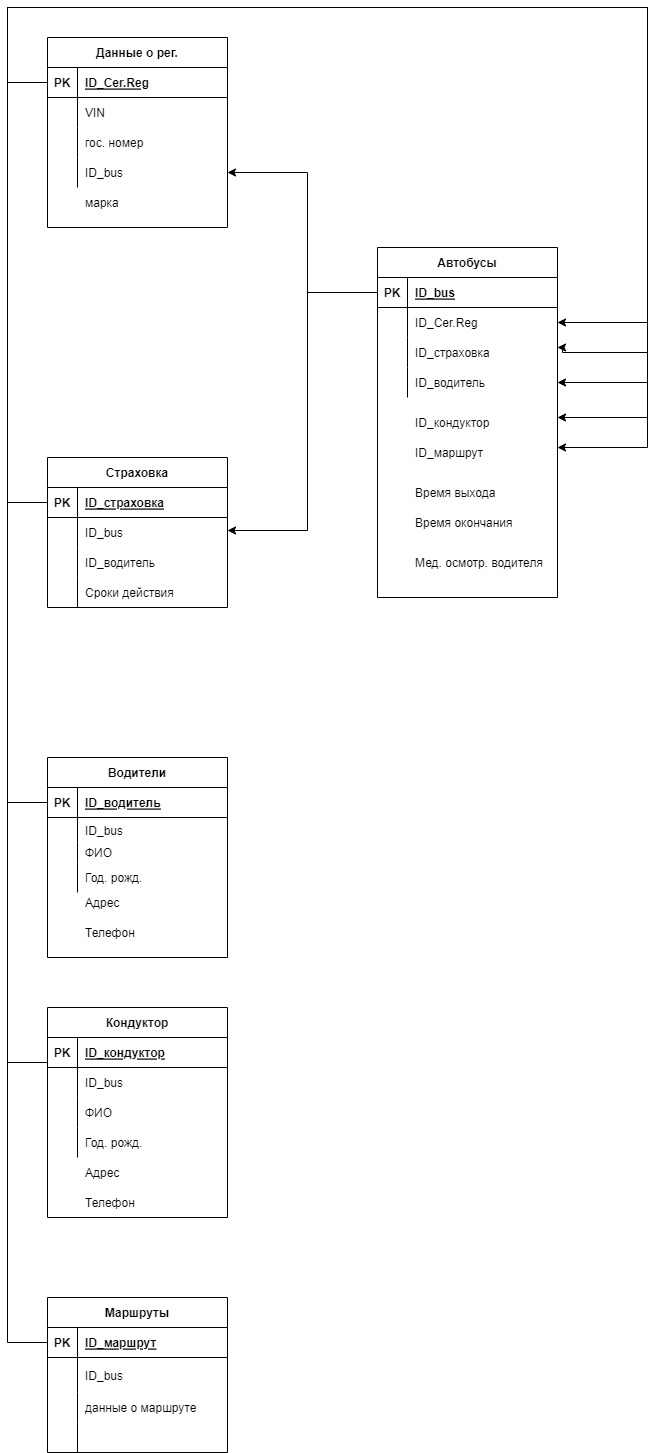 Данные о рег.
PK ID_Cer.Reg
VIN
гос. номер
ID_bus
марка
Автобусы
PK ID_bus
ID_Cer.Reg
ID_страховка
ID_водитель
ID_кондуктор
ID_маршрут
Время выхода
Время окончания
Мед. осмотр. водителя
Страховка
PK ID_страховка
ID_bus
ID_водитель
Сроки действия
Водители
PK ID_водитель
ID_bus
ФИО
Год. рожд.
Адрес
Телефон
Кондуктор
PK ID_кондуктор
ID_bus
ФИО
Год. рожд.
Адрес
Телефон
Маршруты
PK ID_маршрут
ID_bus
данные о маршруте